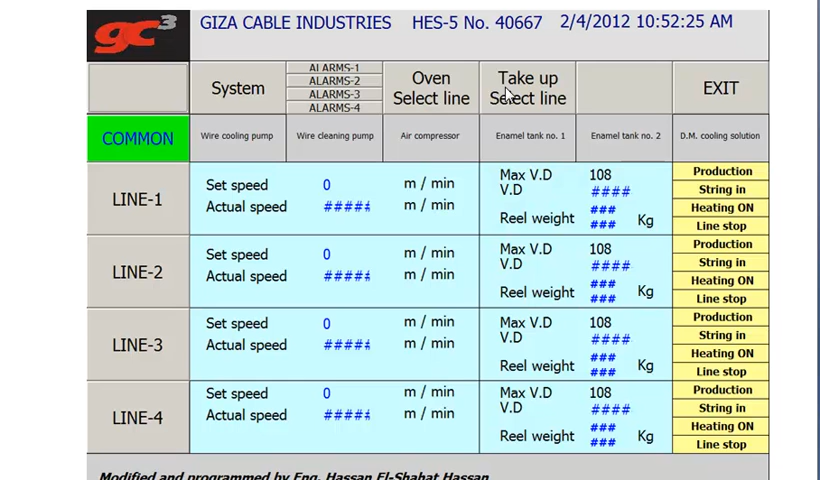 gc3
GIZA CABLE INDUSTRIES HES-5 No. 40667 2/4/2012 10:52:25 AM
System
ALARMS-1
ALARMS-2
ALARMS-3
ALARMS-4
Oven
Select line
Take up
Select line
EXIT
COMMON
Wire cooling pump
Wire cleaning pump
Air compressor
Enamel tank no. 1
Enamel tank no. 2
D.M. cooling solution
LINE-1
Set speed 0 m / min
Actual speed ##### m / min
Max V.D 108
V.D ####
Reel weight ### ### Kg
Production
String in
Heating ON
Line stop
LINE-2
Set speed 0 m / min
Actual speed ##### m / min
Max V.D 108
V.D ####
Reel weight ### ### Kg
Production
String in
Heating ON
Line stop
LINE-3
Set speed 0 m / min
Actual speed ##### m / min
Max V.D 108
V.D ####
Reel weight ### ### Kg
Production
String in
Heating ON
Line stop
LINE-4
Set speed 0 m / min
Actual speed ##### m / min
Max V.D 108
V.D ####
Reel weight ### ### Kg
Production
String in
Heating ON
Line stop
Modified and programmed by Eng. Hassan El-Shahat Hassan